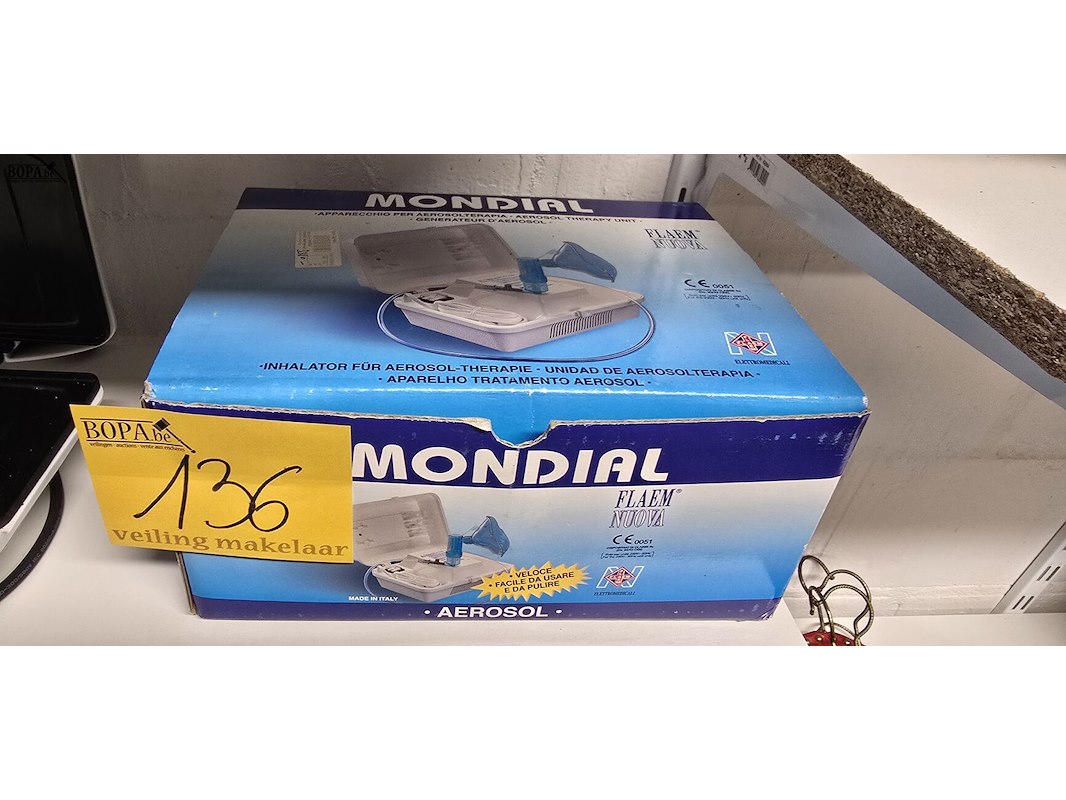 BOPA.be
MONDIAL
·APPARECCHIO PER AEROSOLTERAPIA · AEROSOL THERAPY UNIT·
· GENERATEUR D'AEROSOL ·
FLAEM™
NUOVA
CE 0051
ELETTROMEDICALI
·INHALATOR FÜR AEROSOL-THERAPIE · UNIDAD DE AEROSOLTERAPIA ·
· APARELHO TRATAMENTO AEROSOL ·
BOPA.be
veilingen · auctions · vente aux enchères
136
veiling makelaar
MONDIAL
FLAEM®
NUOVA
CE 0051
· VELOCE
· FACILE DA USARE
E DA PULIRE
MADE IN ITALY
ELETTROMEDICALI
· AEROSOL ·